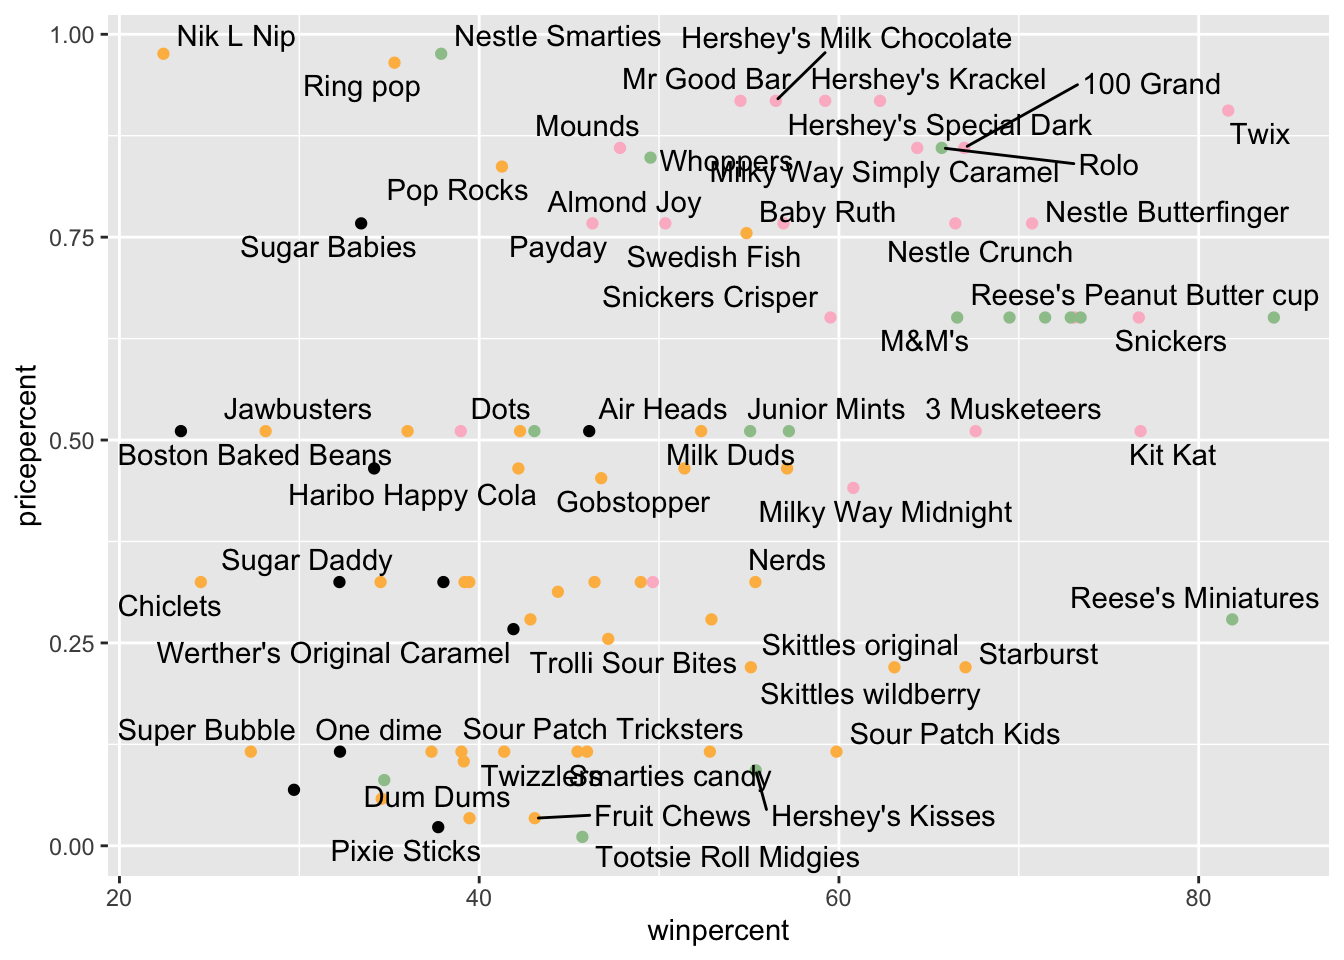 1.00
Nik L Nip
Nestle Smarties
Hershey's Milk Chocolate
Ring pop
Mr Good Bar
Hershey's Krackel
100 Grand
Mounds
Hershey's Special Dark
Twix
Whoppers
Milky Way Simply Caramel
Rolo
Pop Rocks
Almond Joy
Baby Ruth
Nestle Butterfinger
0.75
Sugar Babies
Payday
Swedish Fish
Nestle Crunch
Snickers Crisper
Reese's Peanut Butter cup
M&M's
Snickers
pricepercent
Jawbusters
Dots
Air Heads
Junior Mints
3 Musketeers
0.50
Boston Baked Beans
Milk Duds
Kit Kat
Haribo Happy Cola
Gobstopper
Milky Way Midnight
Sugar Daddy
Nerds
Chiclets
Reese's Miniatures
0.25
Werther's Original Caramel
Trolli Sour Bites
Skittles original
Starburst
Skittles wildberry
Super Bubble
One dime
Sour Patch Tricksters
Sour Patch Kids
Twizzlers
Smarties candy
Dum Dums
Fruit Chews
Hershey's Kisses
0.00
Pixie Sticks
Tootsie Roll Midgies
20
40
60
80
winpercent